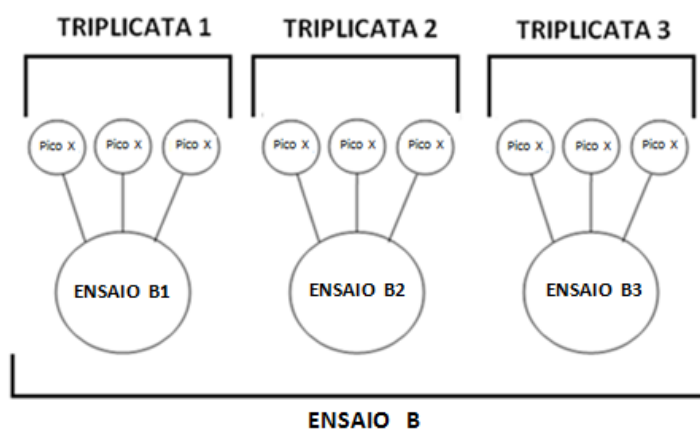 TRIPLICATA 1 TRIPLICATA 2 TRIPLICATA 3
Pico X Pico X Pico X Pico X Pico X Pico X Pico X Pico X Pico X
ENSAIO B1 ENSAIO B2 ENSAIO B3
ENSAIO B